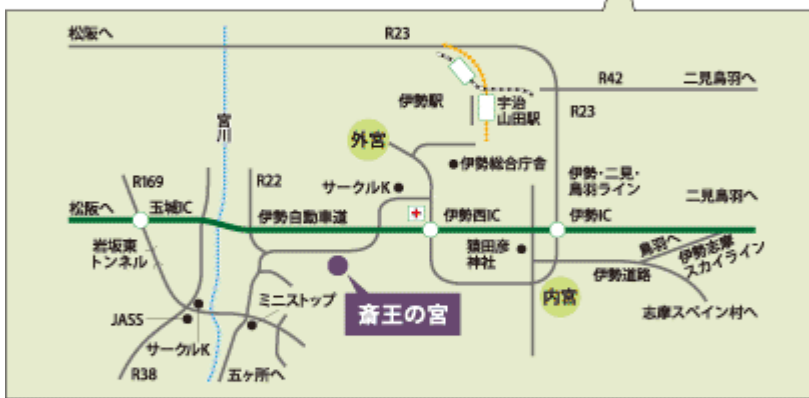 松阪へ
R23
R42
二見鳥羽へ
伊勢駅
宇治
山田駅
R23
宮川
外宮
伊勢総合庁舎
伊勢・二見・
鳥羽ライン
R169
R22
サークルK
二見鳥羽へ
松阪へ
玉城IC
伊勢自動車道
伊勢西IC
伊勢IC
岩坂東
トンネル
猿田彦
神社
鳥羽へ
伊勢志摩
スカイライン
伊勢道路
内宮
ミニストップ
斎王の宮
志摩スペイン村へ
JASS
サークルK
R38
五ヶ所へ